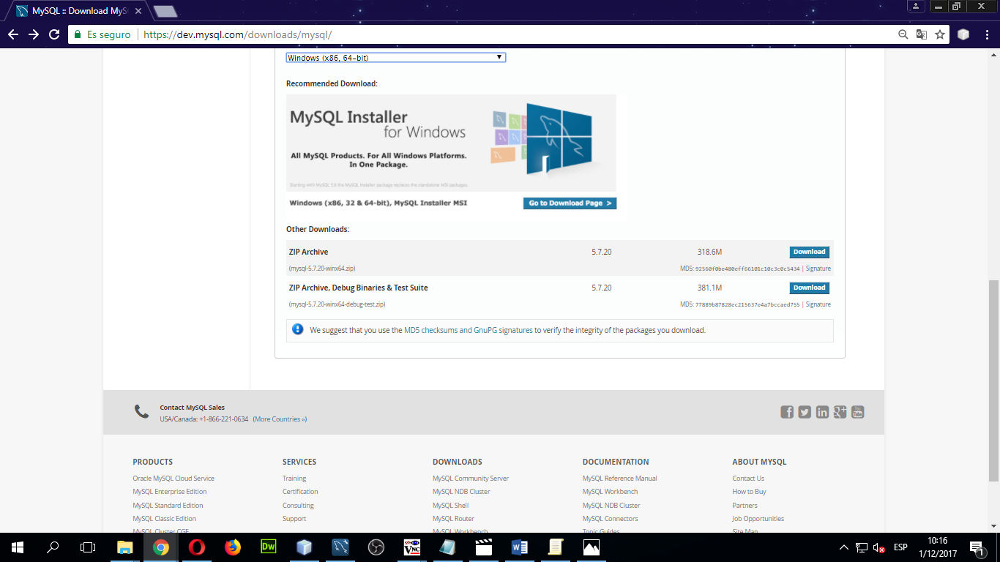 MySQL :: Download MyS
Es seguro
https://dev.mysql.com/downloads/mysql/
Windows (x86, 64-bit)
Recommended Download:
MySQL Installer
for Windows
All MySQL Products. For All Windows Platforms.
In One Package.
Starting with MySQL 5.6 the MySQL Installer package replaces the standalone MSI packages.
Windows (x86, 32 & 64-bit), MySQL Installer MSI
Go to Download Page >
Other Downloads:
ZIP Archive 5.7.20 318.6M Download
(mysql-5.7.20-winx64.zip) MD5: 92560f0be480eff66101c10c3c0c5434 | Signature
ZIP Archive, Debug Binaries & Test Suite 5.7.20 381.1M Download
(mysql-5.7.20-winx64-debug-test.zip) MD5: 77889b87828ec215637e4a7bccaed755 | Signature
We suggest that you use the MD5 checksums and GnuPG signatures to verify the integrity of the packages you download.
Contact MySQL Sales
USA/Canada: +1-866-221-0634 (More Countries »)
PRODUCTS
Oracle MySQL Cloud Service
MySQL Enterprise Edition
MySQL Standard Edition
MySQL Classic Edition
MySQL Cluster CGE
SERVICES
Training
Certification
Consulting
Support
DOWNLOADS
MySQL Community Server
MySQL NDB Cluster
MySQL Shell
MySQL Router
MySQL Workbench
DOCUMENTATION
MySQL Reference Manual
MySQL Workbench
MySQL NDB Cluster
MySQL Connectors
Topic Guides
ABOUT MYSQL
Contact Us
How to Buy
Partners
Job Opportunities
Site Map
Dw
VNC
W
ESP
10:16
1/12/2017
1